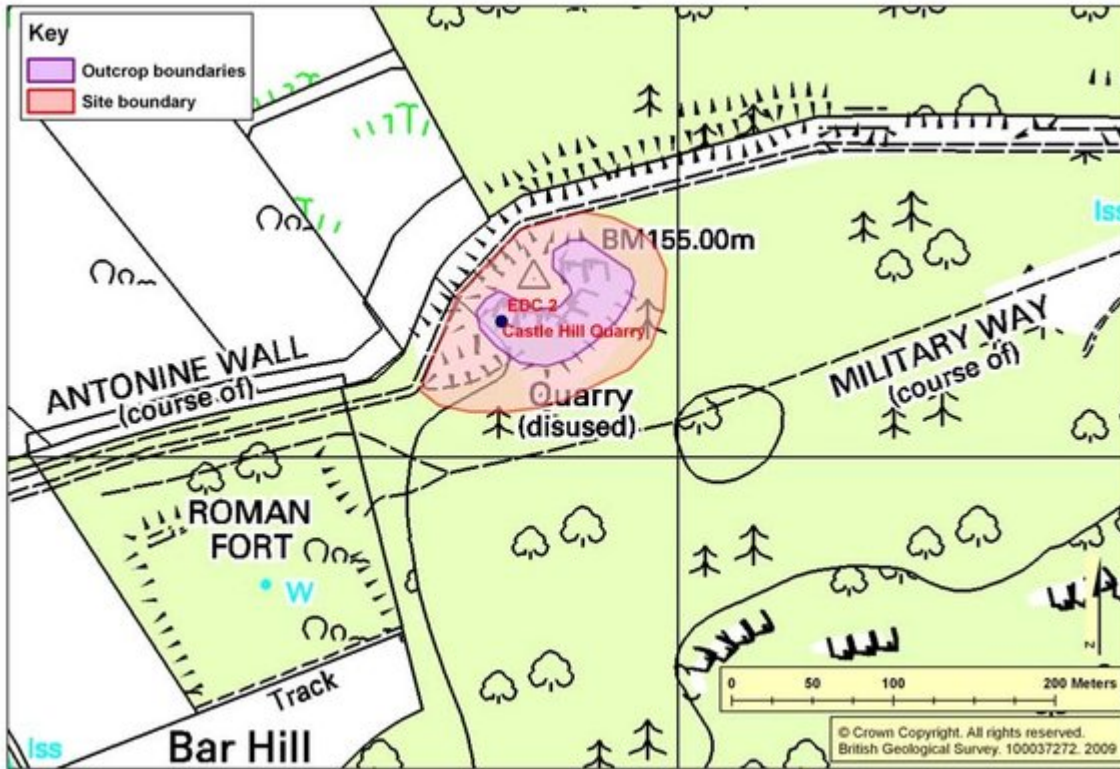 Key
Outcrop boundaries
Site boundary
BM155.00m
Iss
EDC 2
Castle Hill Quarry
ANTONINE WALL
(course of)
MILITARY WAY
(course of)
Quarry
(disused)
ROMAN
FORT
W
Track
Bar Hill
Iss
N
0 50 100 200 Meters
© Crown Copyright. All rights reserved.
British Geological Survey. 100037272. 2009